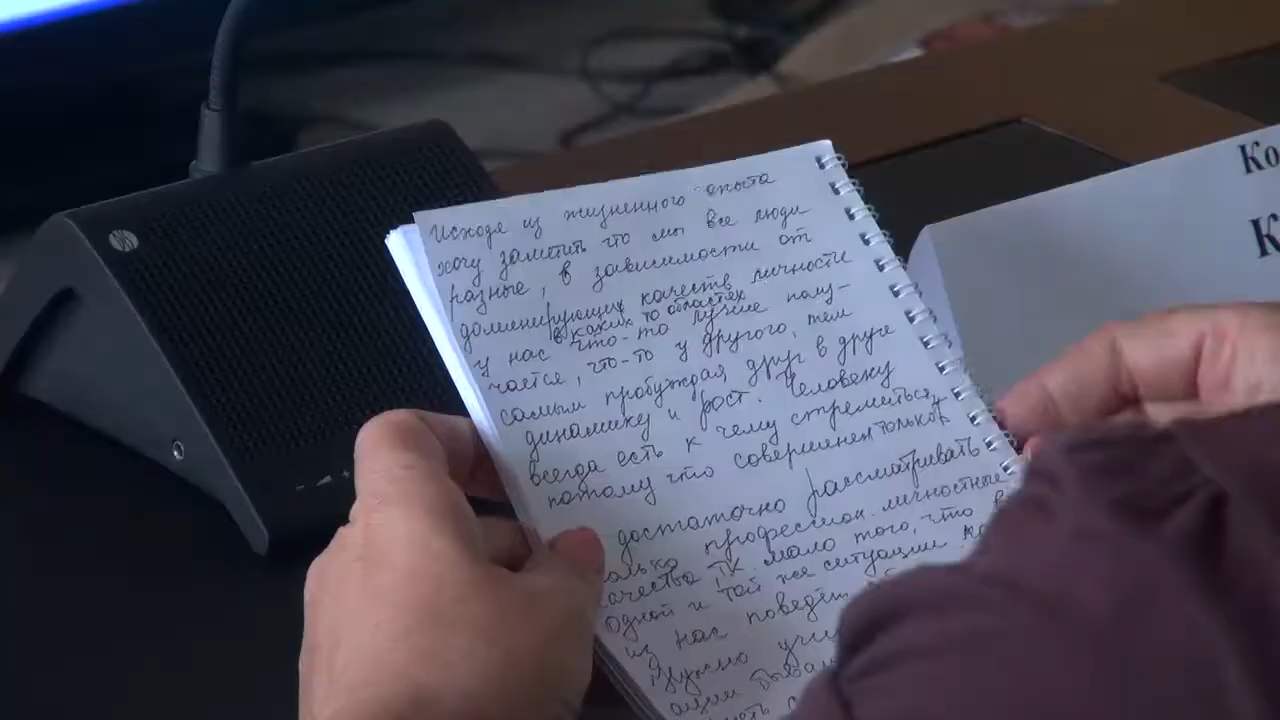 Исходя из жизненного опыта
хочу заметить что мы все люди
разные, в зависимости от
доминирующих качеств личности
в каких то областях
у нас что-то лучше полу-
чается, что-то у другого, тем
самым пробуждая друг в друге
динамику и рост. Человеку
всегда есть к чему стремиться,
потому что совершенен только
достаточно рассматривать
профессион. личностные
качества, т.к. мало того, что в
одной и той же ситуации
из нас поведёт
Нужно
Ко
К